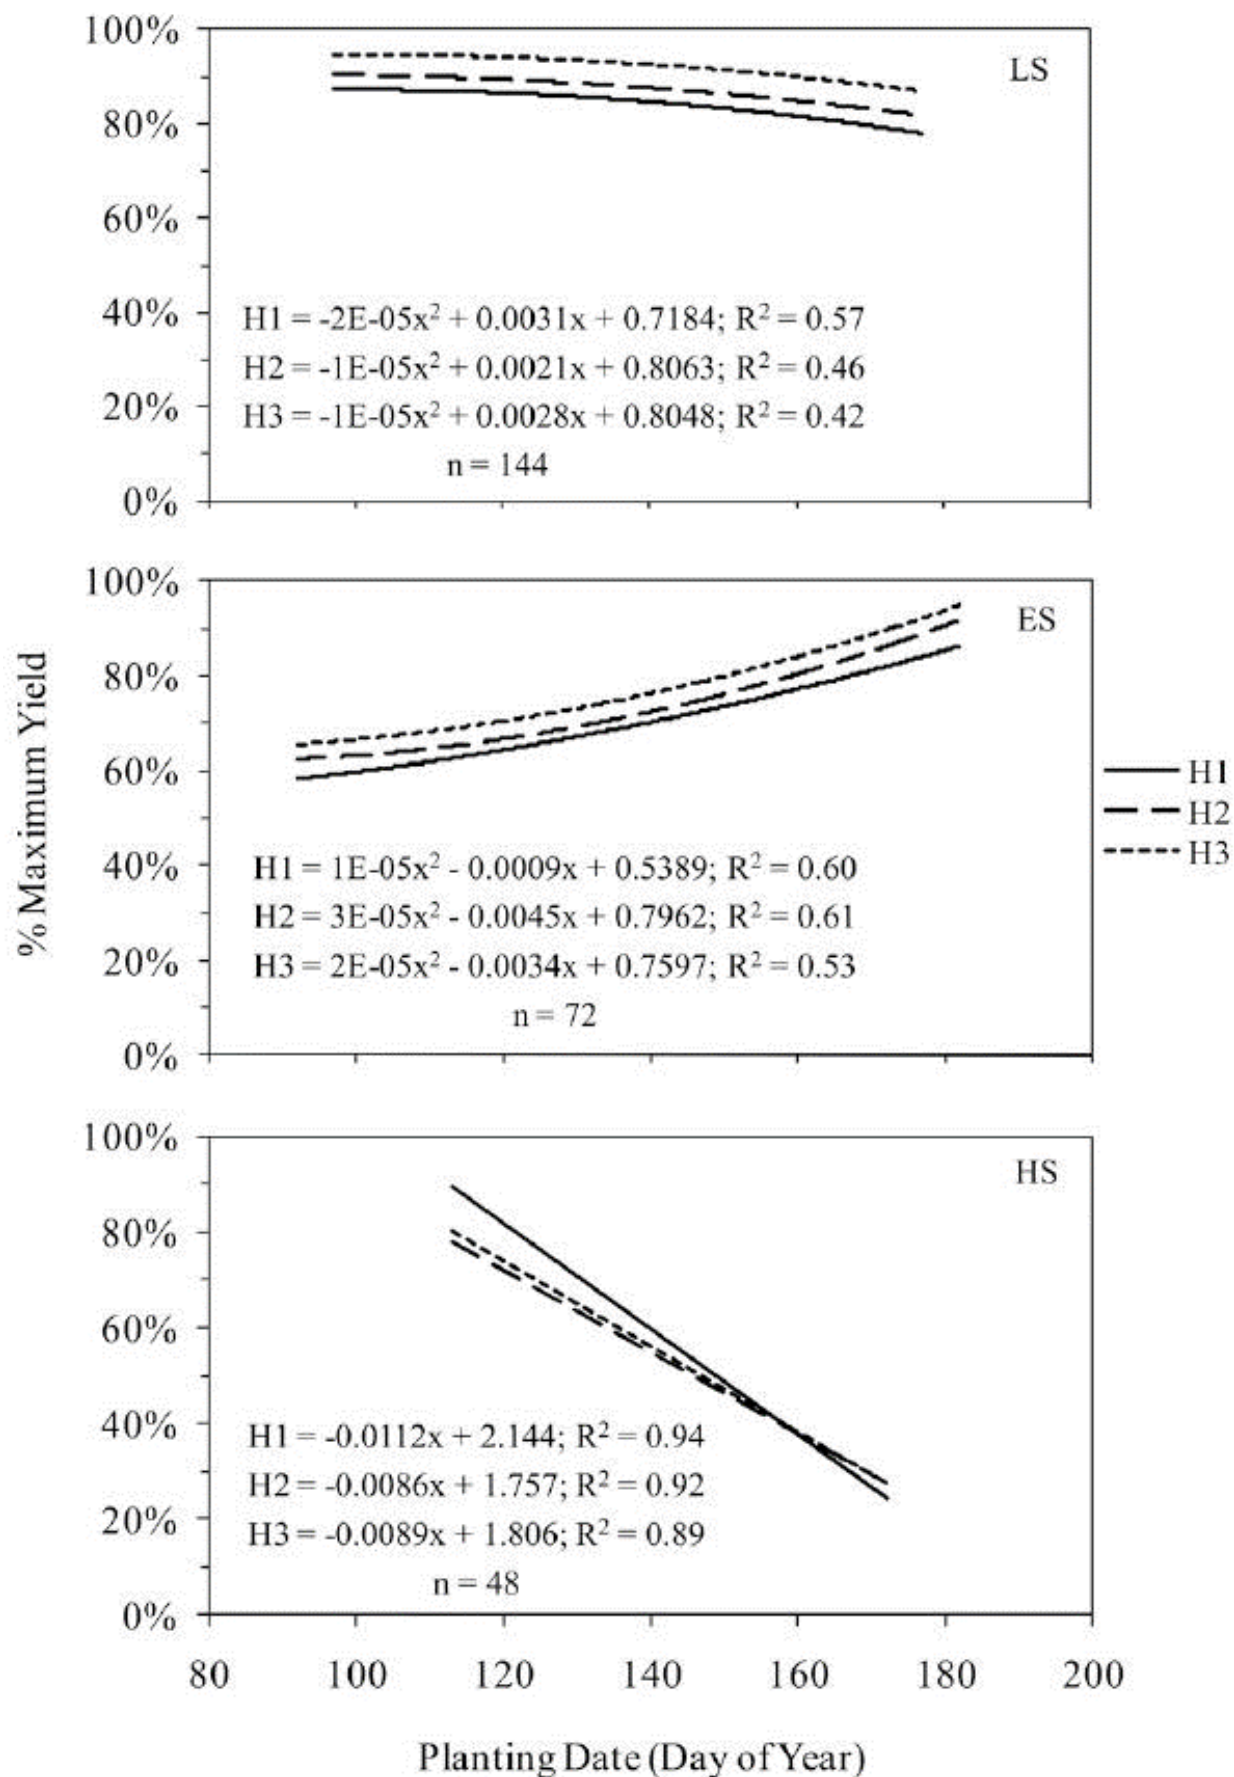 100%
80%
60%
40%
20%
0%
LS
H1 = -2E-05x² + 0.0031x + 0.7184; R² = 0.57
H2 = -1E-05x² + 0.0021x + 0.8063; R² = 0.46
H3 = -1E-05x² + 0.0028x + 0.8048; R² = 0.42
n = 144
% Maximum Yield
100%
80%
60%
40%
20%
0%
ES
H1 = 1E-05x² - 0.0009x + 0.5389; R² = 0.60
H2 = 3E-05x² - 0.0045x + 0.7962; R² = 0.61
H3 = 2E-05x² - 0.0034x + 0.7597; R² = 0.53
n = 72
H1
H2
H3
100%
80%
60%
40%
20%
0%
HS
H1 = -0.0112x + 2.144; R² = 0.94
H2 = -0.0086x + 1.757; R² = 0.92
H3 = -0.0089x + 1.806; R² = 0.89
n = 48
80 100 120 140 160 180 200
Planting Date (Day of Year)